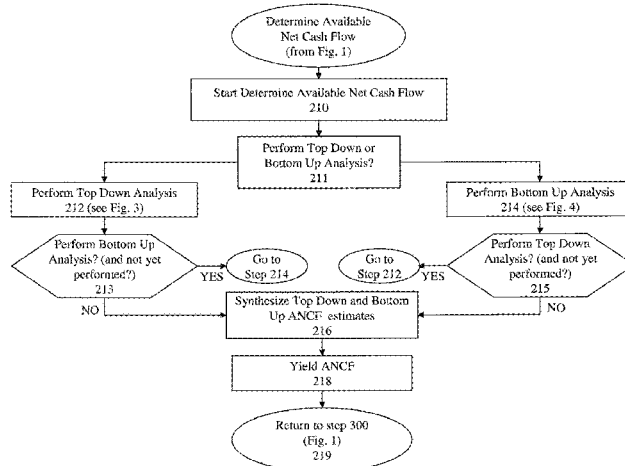 Determine Available
Net Cash Flow
(from Fig. 1)
Start Determine Available Net Cash Flow
210
Perform Top Down or
Bottom Up Analysis?
211
Perform Top Down Analysis
212 (see Fig. 3)
Perform Bottom Up Analysis
214 (see Fig. 4)
Perform Bottom Up
Analysis? (and not yet
performed?)
213
YES
Go to
Step 214
Go to
Step 212
YES
Perform Top Down
Analysis? (and not yet
performed?)
215
NO
NO
Synthesize Top Down and Bottom
Up ANCF estimates
216
Yield ANCF
218
Return to step 300
(Fig. 1)
219